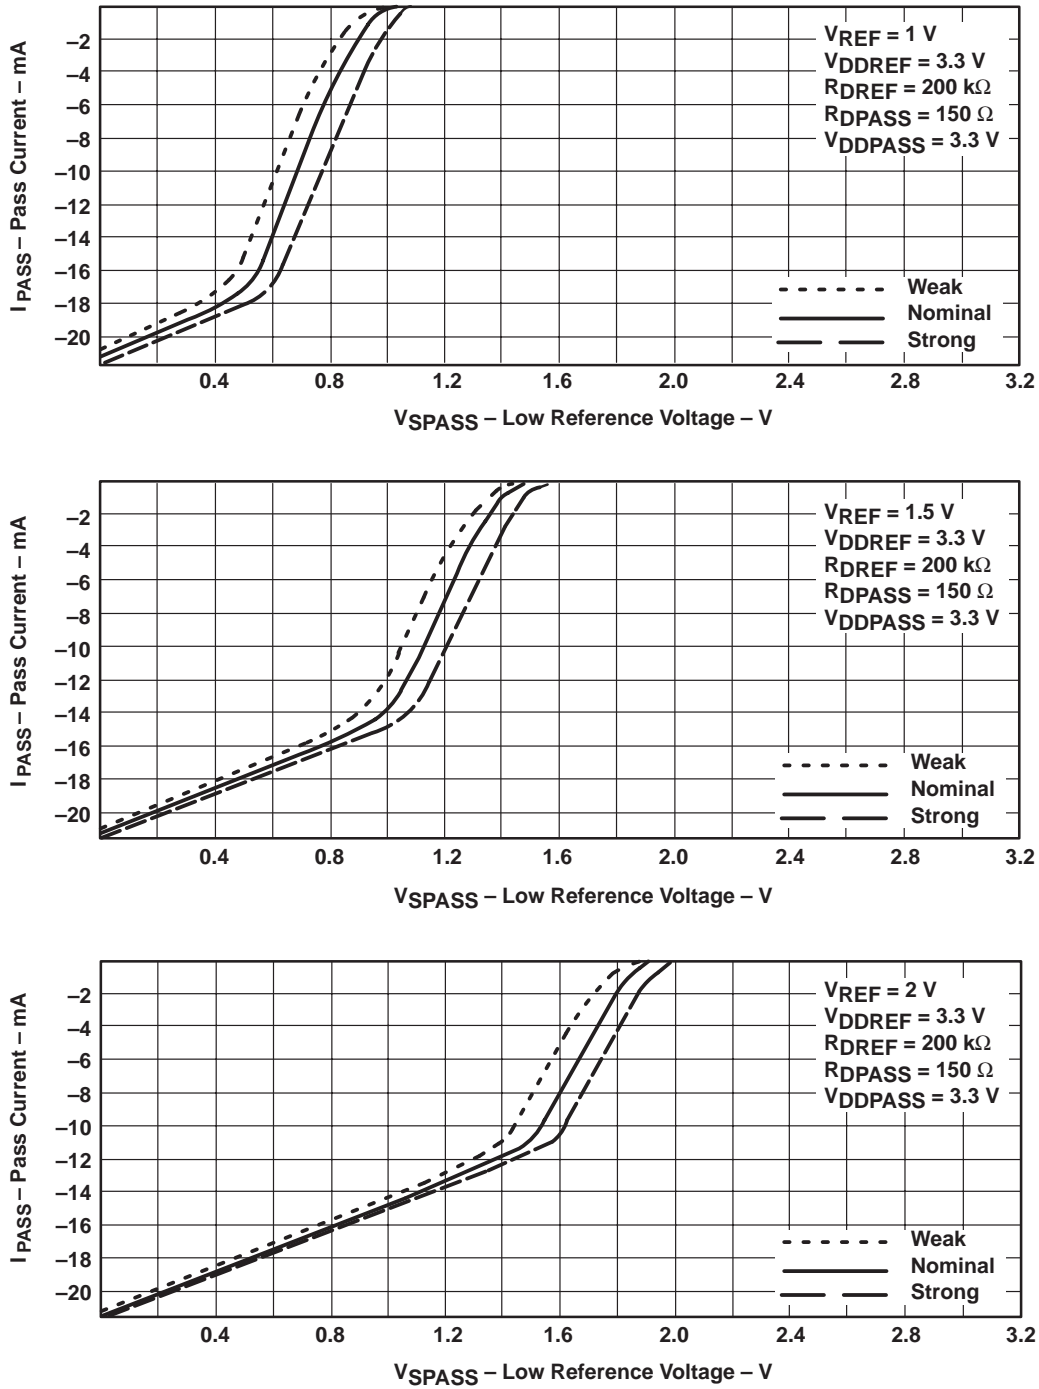 I PASS – Pass Current – mA
–2
–4
–6
–8
–10
–12
–14
–16
–18
–20
VREF = 1 V
VDDREF = 3.3 V
RDREF = 200 kΩ
RDPASS = 150 Ω
VDDPASS = 3.3 V
Weak
Nominal
Strong
0.4 0.8 1.2 1.6 2.0 2.4 2.8 3.2
VSPASS – Low Reference Voltage – V
I PASS – Pass Current – mA
–2
–4
–6
–8
–10
–12
–14
–16
–18
–20
VREF = 1.5 V
VDDREF = 3.3 V
RDREF = 200 kΩ
RDPASS = 150 Ω
VDDPASS = 3.3 V
Weak
Nominal
Strong
0.4 0.8 1.2 1.6 2.0 2.4 2.8 3.2
VSPASS – Low Reference Voltage – V
I PASS – Pass Current – mA
–2
–4
–6
–8
–10
–12
–14
–16
–18
–20
VREF = 2 V
VDDREF = 3.3 V
RDREF = 200 kΩ
RDPASS = 150 Ω
VDDPASS = 3.3 V
Weak
Nominal
Strong
0.4 0.8 1.2 1.6 2.0 2.4 2.8 3.2
VSPASS – Low Reference Voltage – V